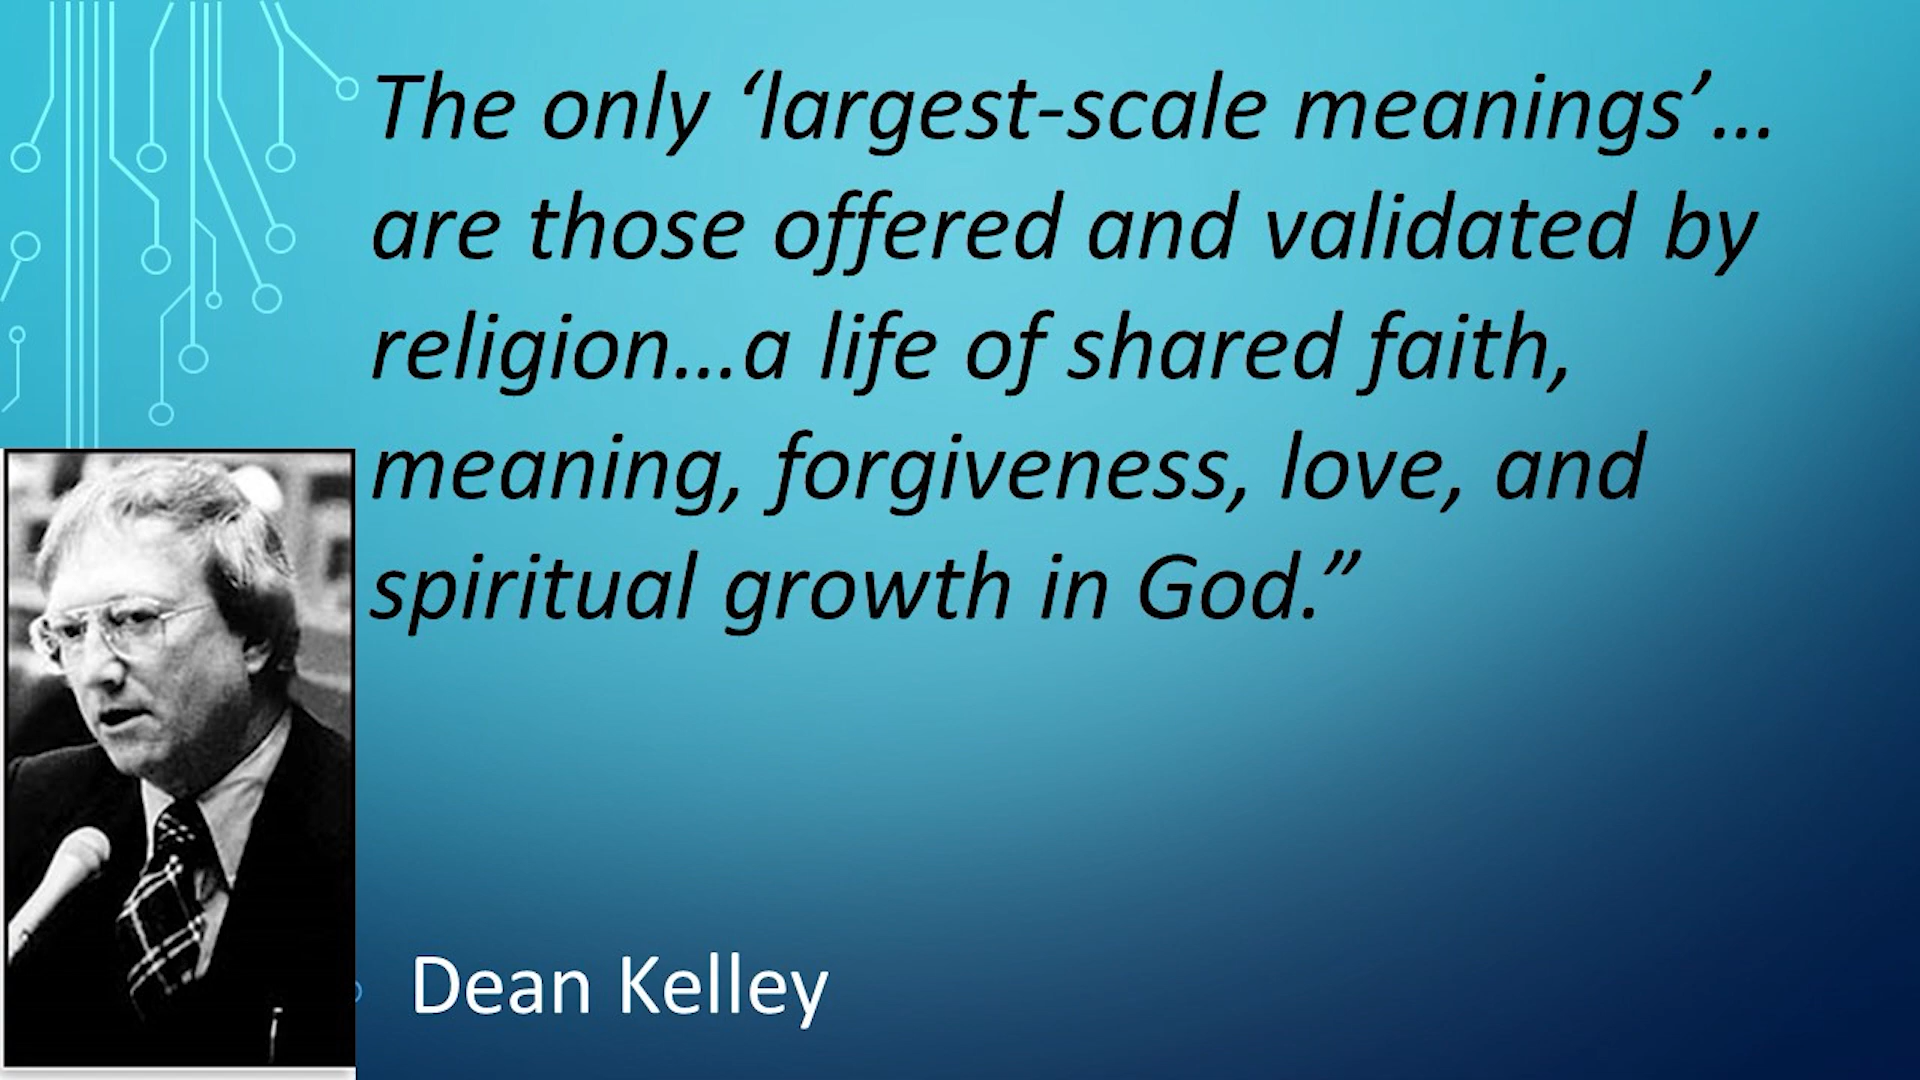 The only ‘largest-scale meanings’…
are those offered and validated by
religion…a life of shared faith,
meaning, forgiveness, love, and
spiritual growth in God.”
Dean Kelley